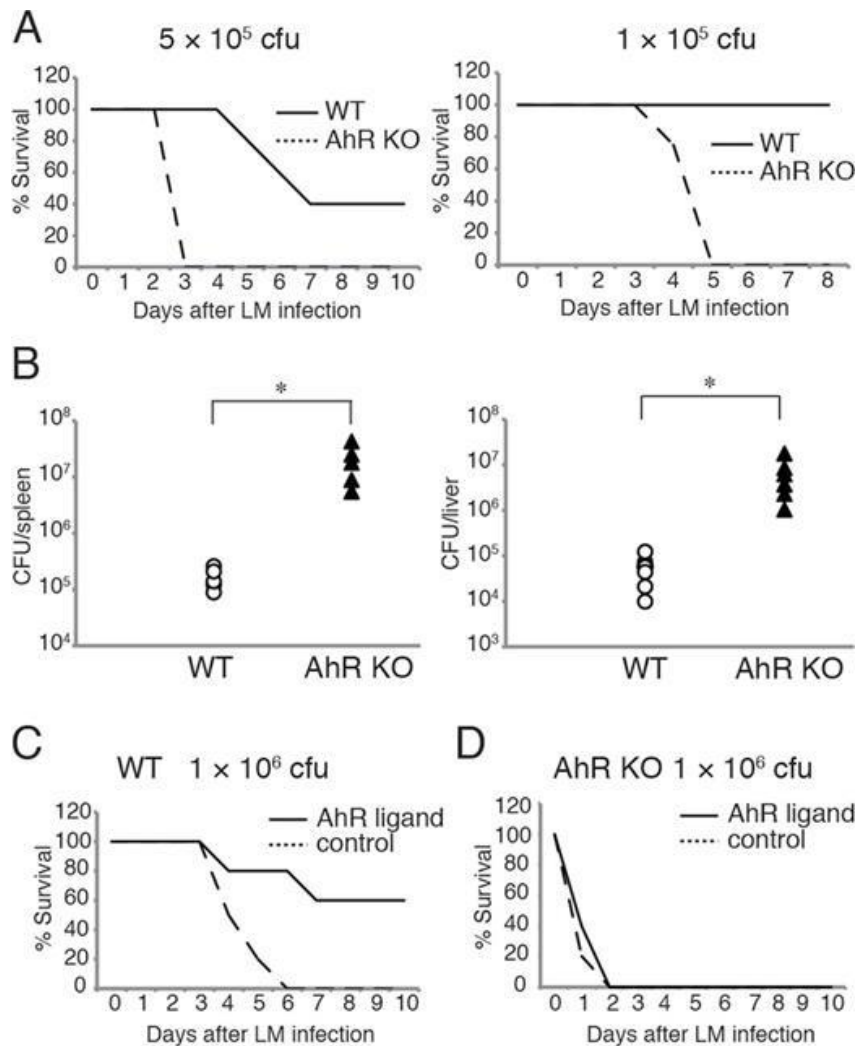 A
5 × 10⁵ cfu
120
100
80
60
40
20
0
% Survival
WT
AhR KO
0 1 2 3 4 5 6 7 8 9 10
Days after LM infection
1 × 10⁵ cfu
120
100
80
60
40
20
0
% Survival
WT
AhR KO
0 1 2 3 4 5 6 7 8
Days after LM infection
B
*
10⁸
10⁷
10⁶
10⁵
10⁴
CFU/spleen
WT AhR KO
*
10⁸
10⁷
10⁶
10⁵
10⁴
10³
CFU/liver
WT AhR KO
C
WT 1 × 10⁶ cfu
120
100
80
60
40
20
0
% Survival
AhR ligand
control
0 1 2 3 4 5 6 7 8 9 10
Days after LM infection
D
AhR KO 1 × 10⁶ cfu
120
100
80
60
40
20
0
% Survival
AhR ligand
control
0 1 2 3 4 5 6 7 8 9 10
Days after LM infection